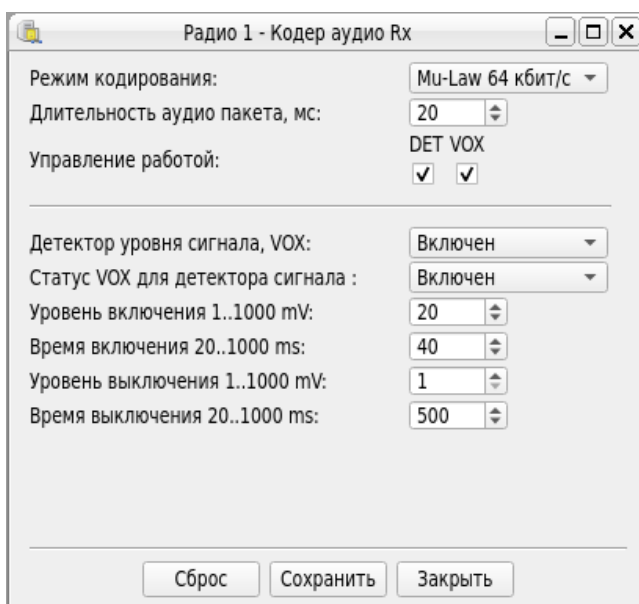 Радио 1 - Кодер аудио Rx
Режим кодирования: Mu-Law 64 кбит/с
Длительность аудио пакета, мс: 20
DET VOX
Управление работой:
Детектор уровня сигнала, VOX: Включен
Статус VOX для детектора сигнала : Включен
Уровень включения 1..1000 mV: 20
Время включения 20..1000 ms: 40
Уровень выключения 1..1000 mV: 1
Время выключения 20..1000 ms: 500
Сброс Сохранить Закрыть